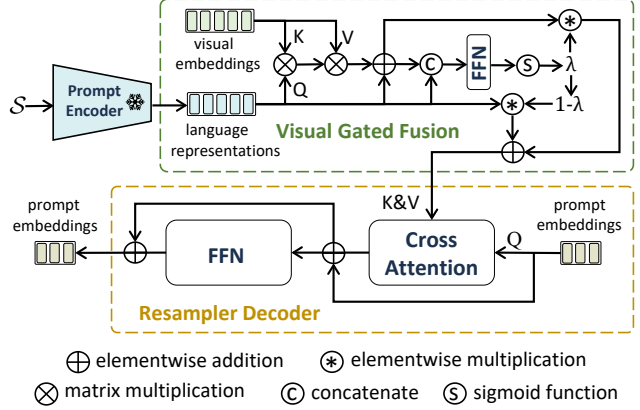 visual
embeddings
K
V
Q
FFN
C
S
λ
1-λ
S
Prompt
Encoder
language
representations
Visual Gated Fusion
K&V
prompt
embeddings
FFN
Cross
Attention
Q
prompt
embeddings
Resampler Decoder
elementwise addition
elementwise multiplication
matrix multiplication
C concatenate
S sigmoid function